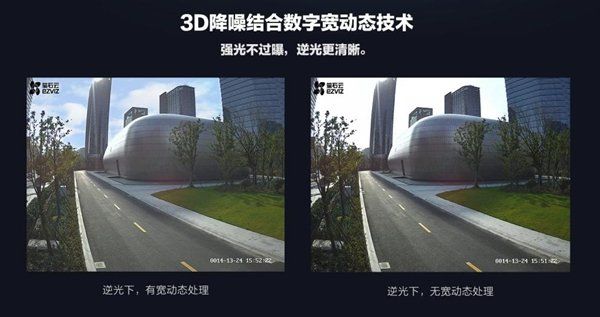 3D降噪结合数字宽动态技术
强光不过曝，逆光更清晰。
萤石云
EZVIZ
0014-13-24 15:52:22
逆光下，有宽动态处理
萤石云
EZVIZ
0014-13-24 15:51:22
逆光下，无宽动态处理